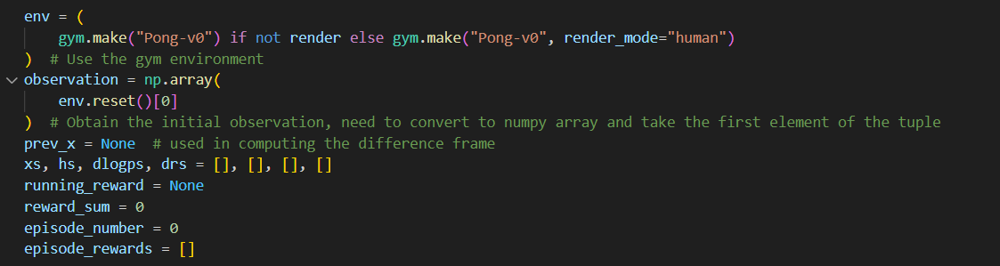 env = (
    gym.make("Pong-v0") if not render else gym.make("Pong-v0", render_mode="human")
)  # Use the gym environment
observation = np.array(
    env.reset()[0]
)  # Obtain the initial observation, need to convert to numpy array and take the first element of the tuple
prev_x = None  # used in computing the difference frame
xs, hs, dlogps, drs = [], [], [], []
running_reward = None
reward_sum = 0
episode_number = 0
episode_rewards = []